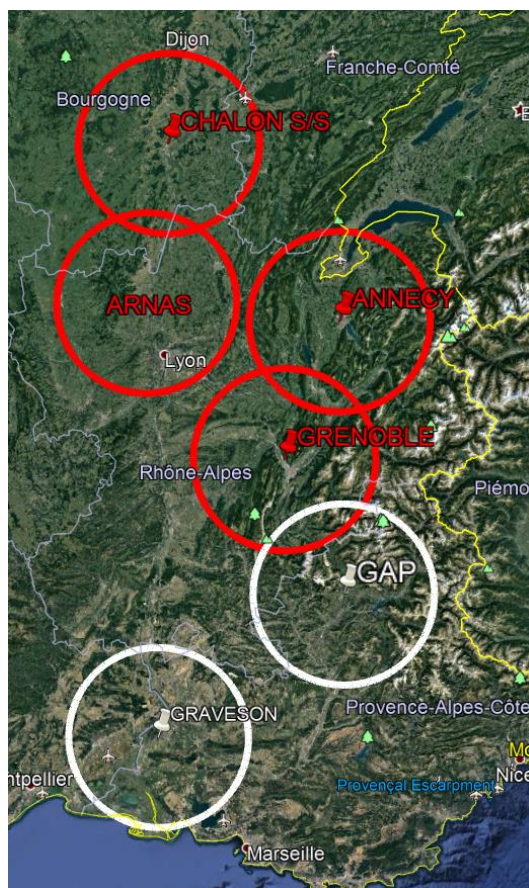 Dijon
Franche-Comté
Bourgogne
CHALON S/S
ARNAS
ANNECY
Lyon
GRENOBLE
Rhône-Alpes
Piémo
GAP
GRAVESON
Provence-Alpes-Côte
Mo
Nice
Provençal Escarpment
ntpellier
Marseille